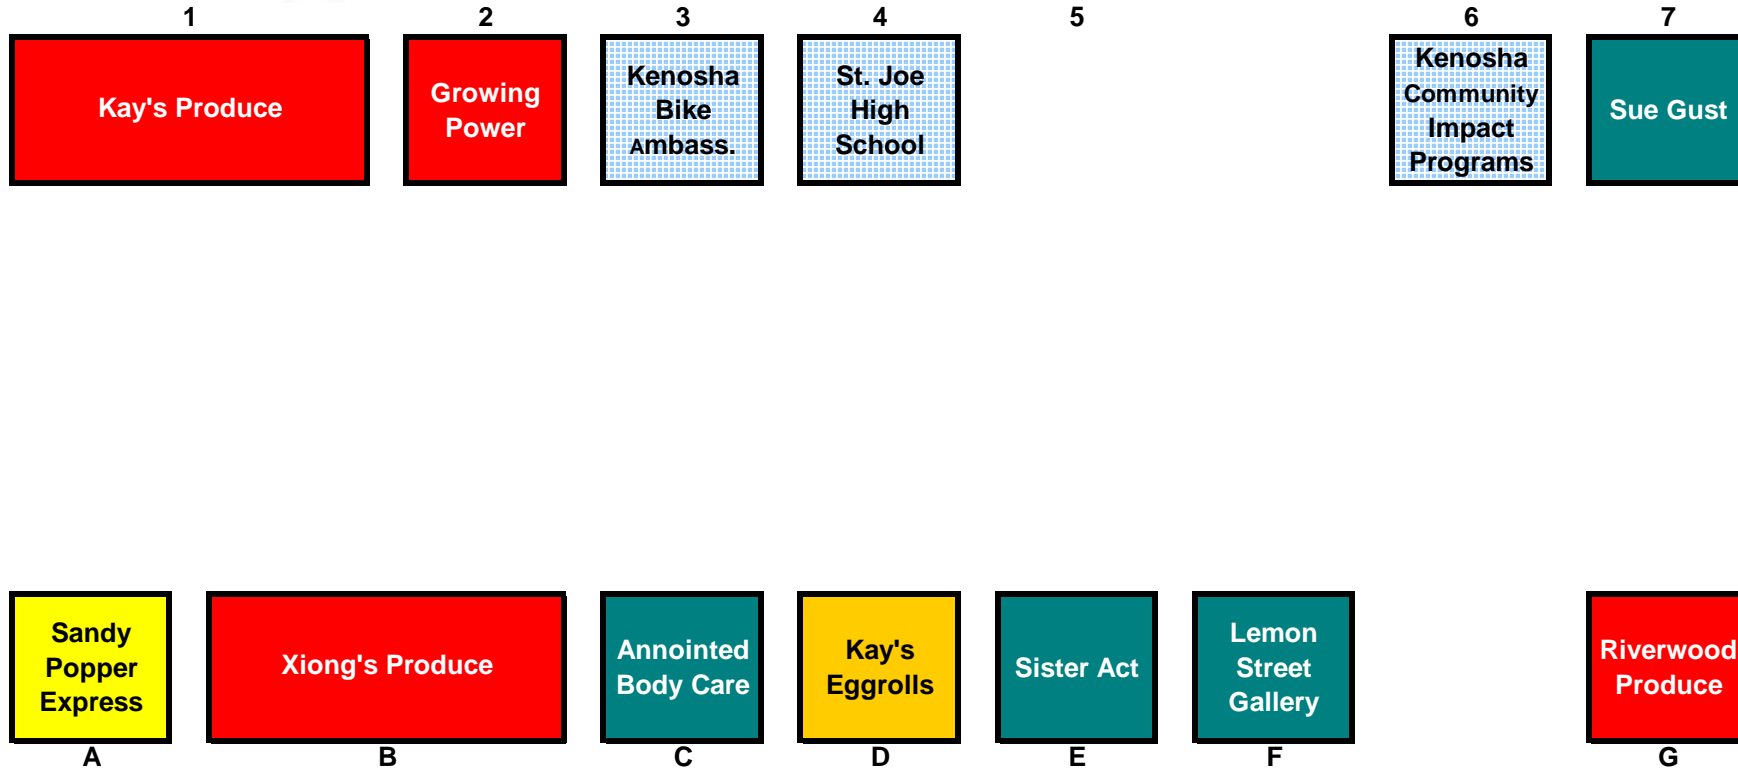 1 2 3 4 5 6 7
Kay's Produce
Growing
Power
Kenosha
Bike
Ambass.
St. Joe
High
School
Kenosha
Community
Impact
Programs
Sue Gust
Sandy
Popper
Express
Xiong's Produce
Annointed
Body Care
Kay's
Eggrolls
Sister Act
Lemon
Street
Gallery
Riverwood
Produce
A B C D E F G